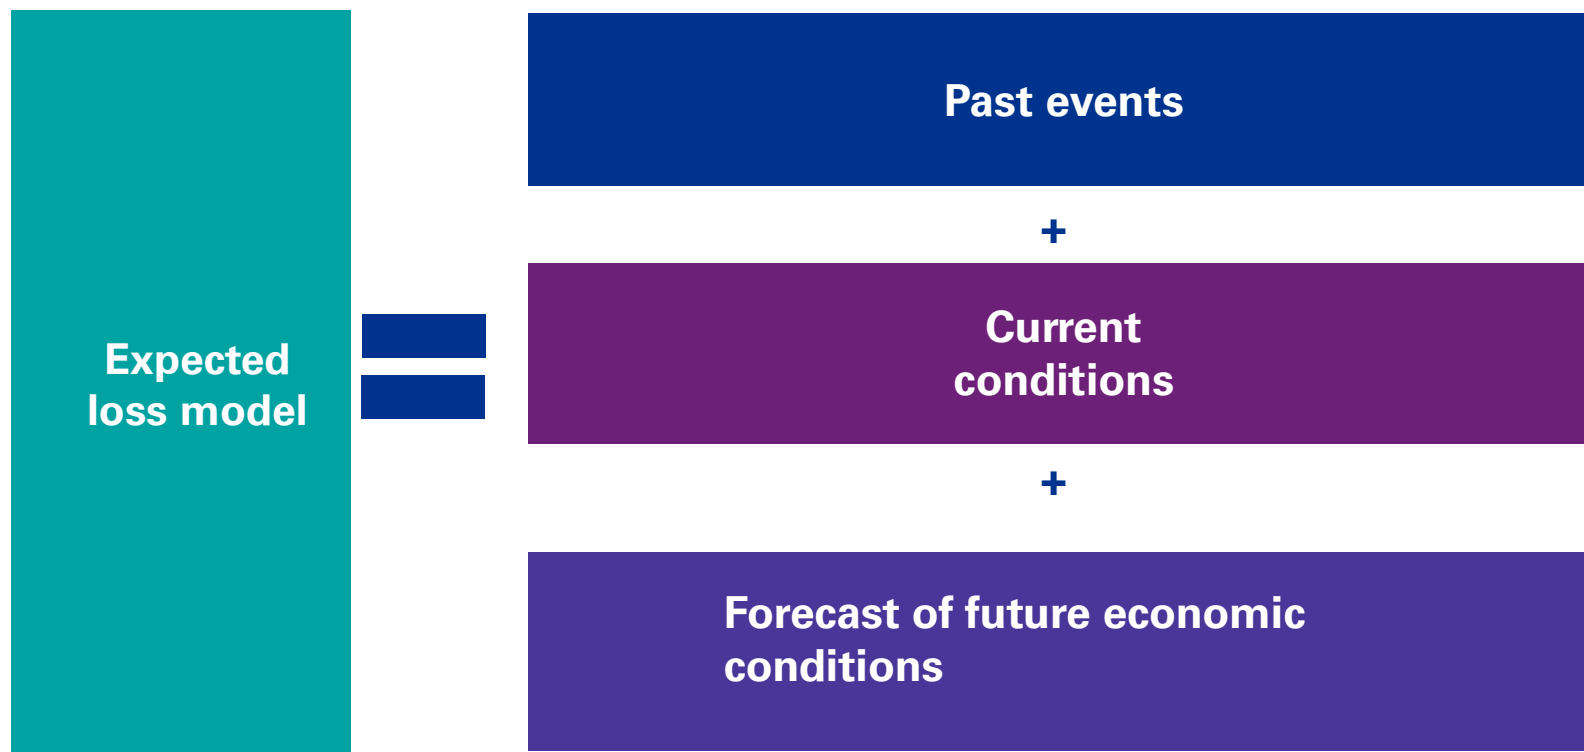 Expected
loss model
Past events
+
Current
conditions
+
Forecast of future economic
conditions